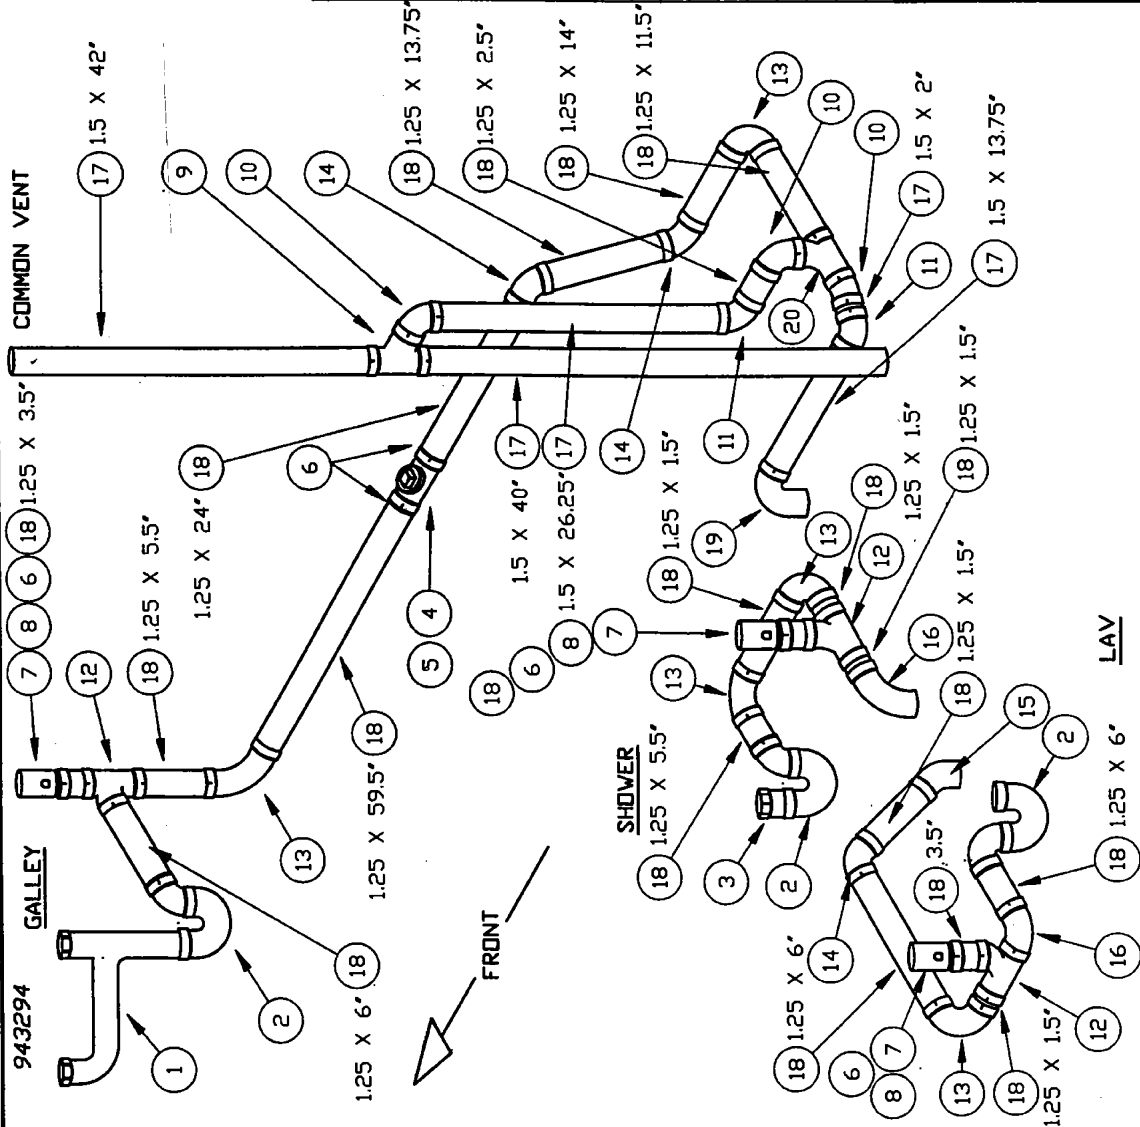 943294
GALLEY
COMMON VENT
7 8 6 18 1.25 X 3.5"
17 1.5 X 42"
12
18 1.25 X 5.5"
9
1
18 1.25 X 24"
10
2
6
14
1.25 X 6" 18
13
18 1.25 X 13.75"
1.25 X 59.5" 18
5 4
18 1.25 X 2.5"
FRONT
1.5 X 40" 17
1.5 X 26.25" 17
18 1.25 X 14"
18 6 8 7
14
18 1.25 X 11.5"
SHOWER
18 1.25 X 5.5"
13
18 1.25 X 1.5"
11
13
3
19
20
10
2
13
10
12
18 1.25 X 1.5"
17 1.5 X 2"
16
18 1.25 X 1.5"
11
17 1.5 X 13.75"
18 1.25 X 6"
14
18 1.25 X 1.5"
6
8 7
18 3.5"
15
13
18 1.25 X 1.5"
2
12
16
18 1.25 X 6"
LAV